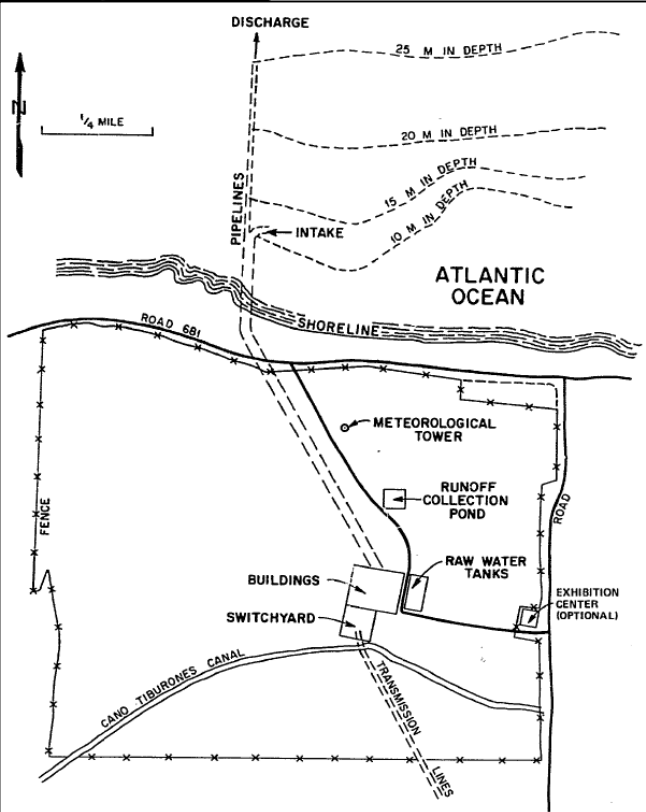 DISCHARGE
25 M IN DEPTH
N
1/4 MILE
20 M IN DEPTH
15 M IN DEPTH
PIPELINES
10 M IN DEPTH
INTAKE
ATLANTIC
OCEAN
SHORELINE
ROAD 681
METEOROLOGICAL
TOWER
RUNOFF
COLLECTION
POND
FENCE
ROAD
RAW WATER
TANKS
BUILDINGS
EXHIBITION
CENTER
(OPTIONAL)
SWITCHYARD
CANO TIBURONES CANAL
TRANSMISSION
LINES